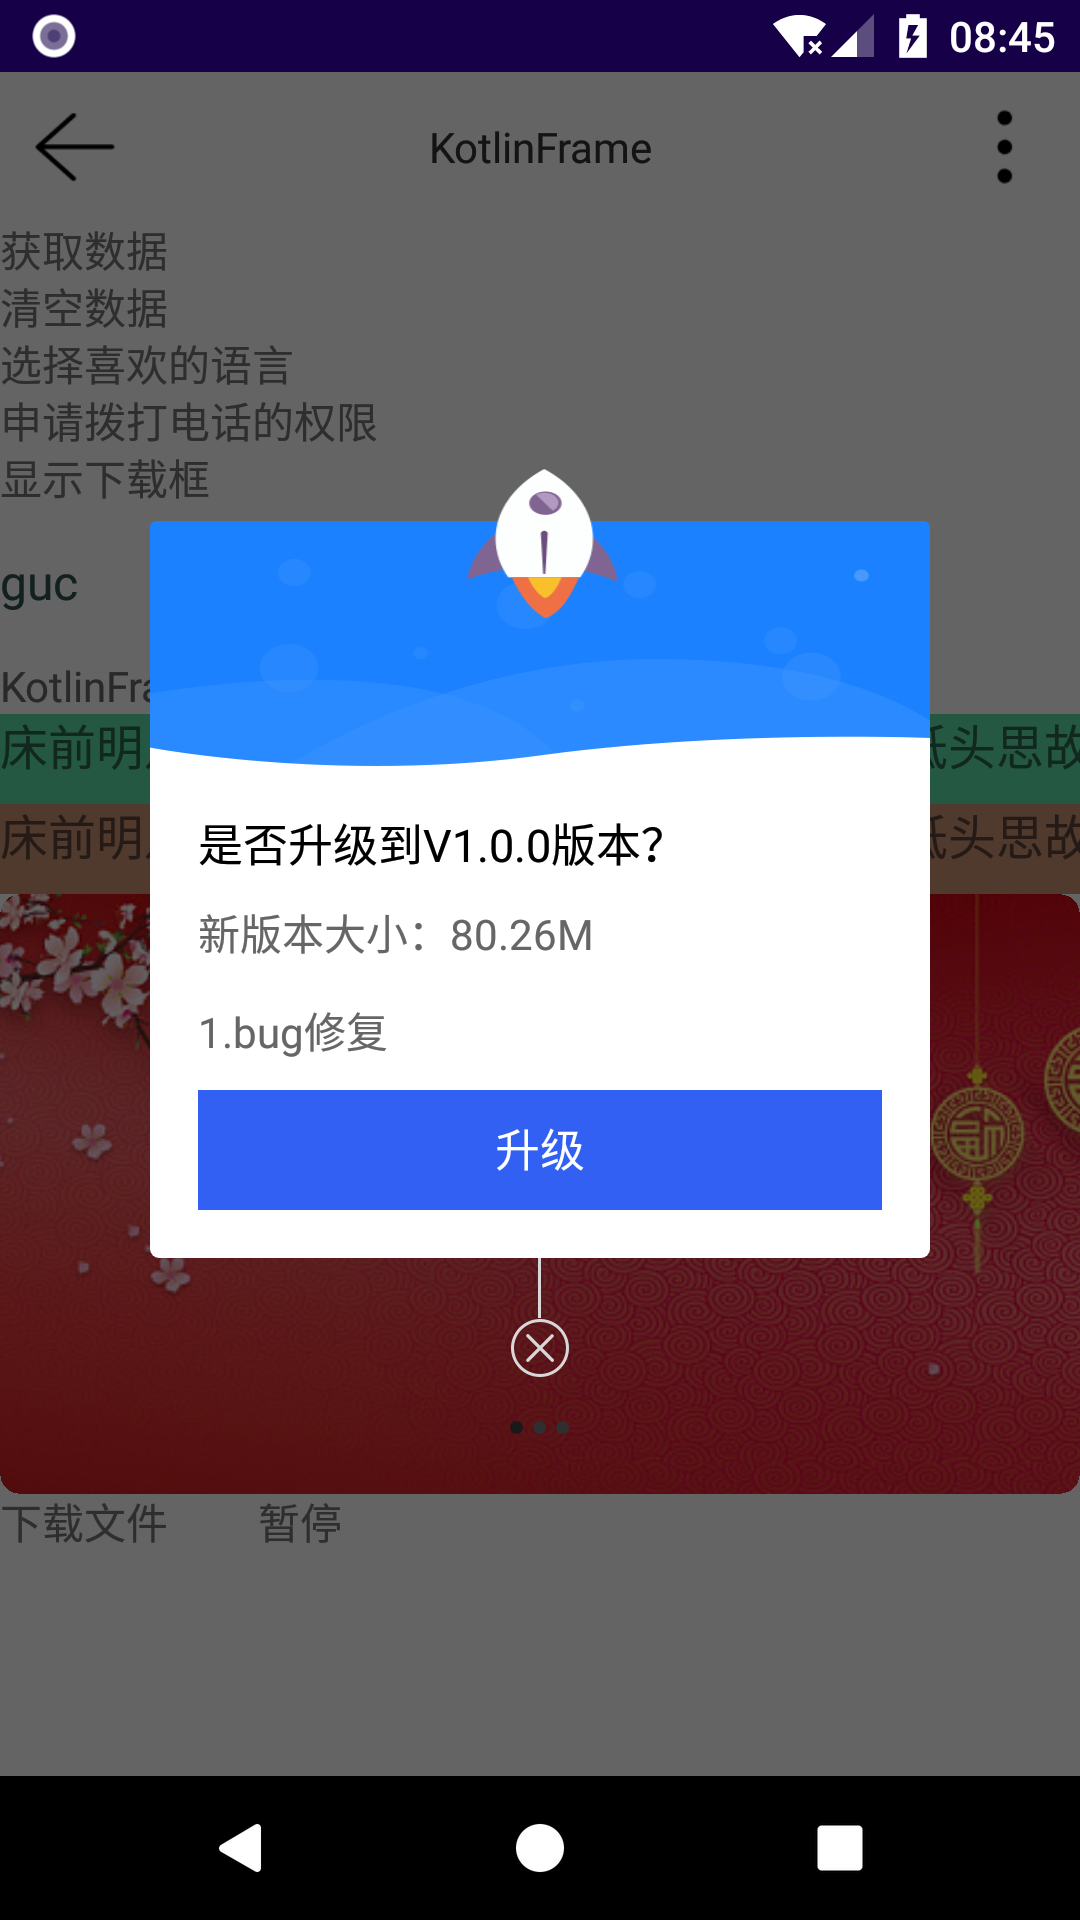 08:45
KotlinFrame
获取数据
清空数据
选择喜欢的语言
申请拨打电话的权限
显示下载框
guc
KotlinFra
床前明
头思故
床前明
头思故
是否升级到V1.0.0版本?
新版本大小：80.26M
1.bug修复
升级
下载文件 暂停